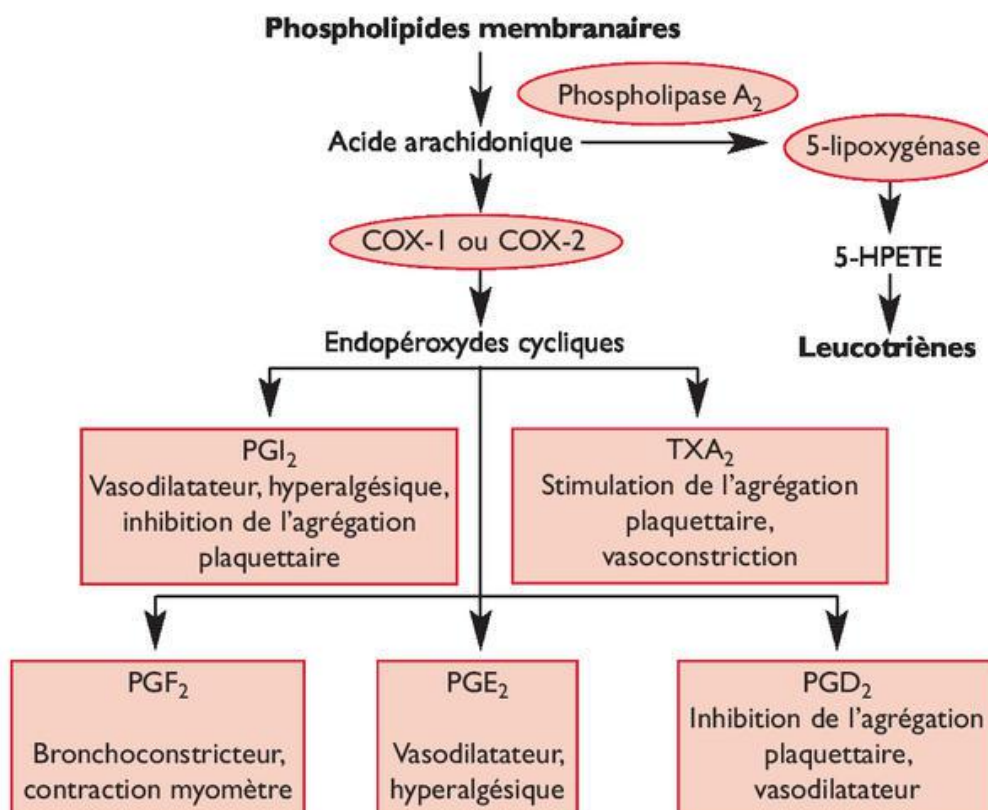 Phospholipides membranaires
Phospholipase A₂
Acide arachidonique
5-lipoxygénase
COX-1 ou COX-2
5-HPETE
Endopéroxydes cycliques
Leucotriènes
PGI₂
Vasodilatateur, hyperalgésique,
inhibition de l’agrégation
plaquettaire
TXA₂
Stimulation de l’agrégation
plaquettaire,
vasoconstriction
PGF₂
Bronchoconstricteur,
contraction myomètre
PGE₂
Vasodilatateur,
hyperalgésique
PGD₂
Inhibition de l’agrégation
plaquettaire,
vasodilatateur